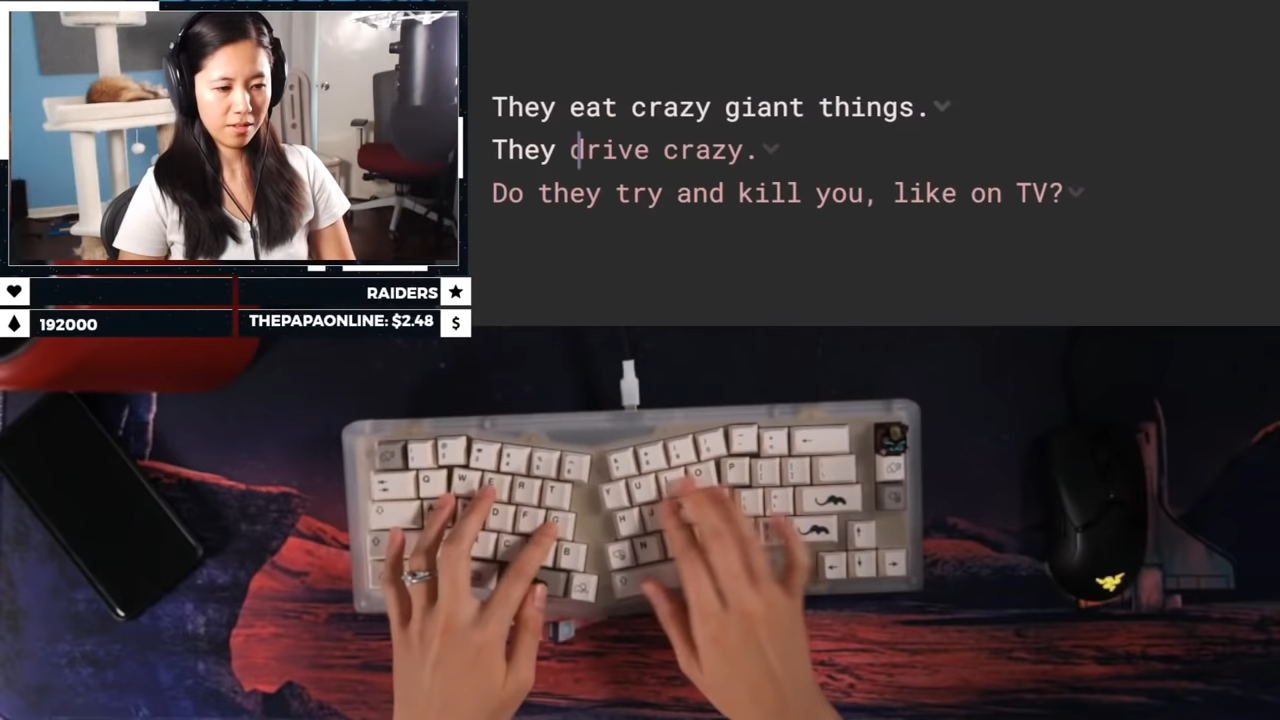 They eat crazy giant things.
They drive crazy.
Do they try and kill you, like on TV?
RAIDERS
192000
THEPAPAONLINE: $2.48
$
Q W E R T
Y U O P
D F G
H J
C B
N